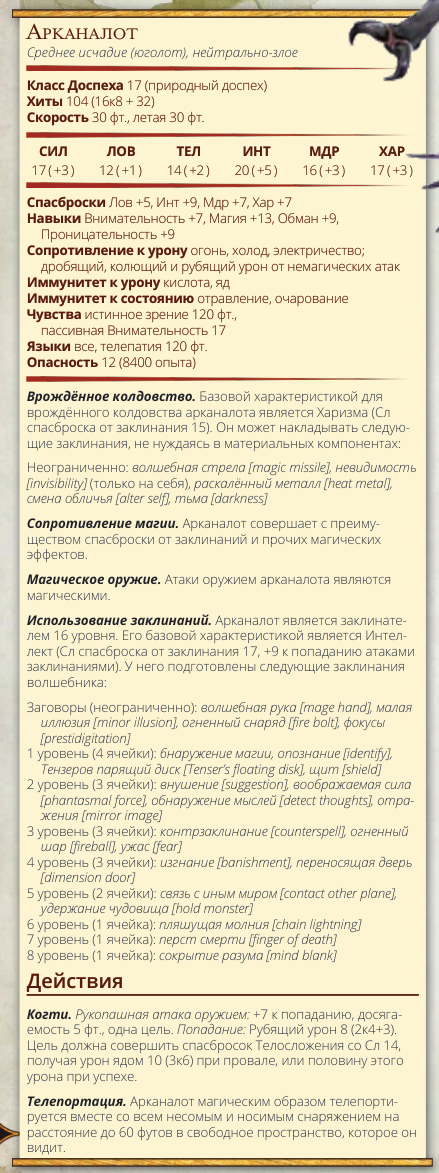 Арканалот
Среднее исчадие (юголот), нейтрально-злое
Класс Доспеха 17 (природный доспех)
Хиты 104 (16к8 + 32)
Скорость 30 фт., летая 30 фт.
СИЛ ЛОВ ТЕЛ ИНТ МДР ХАР
17 (+3) 12 (+1) 14 (+2) 20 (+5) 16 (+3) 17 (+3)
Спасброски Лов +5, Инт +9, Мдр +7, Хар +7
Навыки Внимательность +7, Магия +13, Обман +9,
Проницательность +9
Сопротивление к урону огонь, холод, электричество;
дробящий, колющий и рубящий урон от немагических атак
Иммунитет к урону кислота, яд
Иммунитет к состоянию отравление, очарование
Чувства истинное зрение 120 фт.,
пассивная Внимательность 17
Языки все, телепатия 120 фт.
Опасность 12 (8400 опыта)
Врождённое колдовство. Базовой характеристикой для
врождённого колдовства арканалота является Харизма (Сл
спасброска от заклинания 15). Он может накладывать следую-
щие заклинания, не нуждаясь в материальных компонентах:
Неограниченно: волшебная стрела [magic missile], невидимость
[invisibility] (только на себя), раскалённый металл [heat metal],
смена обличья [alter self], тьма [darkness]
Сопротивление магии. Арканалот совершает с преиму-
ществом спасброски от заклинаний и прочих магических
эффектов.
Магическое оружие. Атаки оружием арканалота являются
магическими.
Использование заклинаний. Арканалот является заклинате-
лем 16 уровня. Его базовой характеристикой является Интел-
лект (Сл спасброска от заклинания 17, +9 к попаданию атаками
заклинаниями). У него подготовлены следующие заклинания
волшебника:
Заговоры (неограниченно): волшебная рука [mage hand], малая
иллюзия [minor illusion], огненный снаряд [fire bolt], фокусы
[prestidigitation]
1 уровень (4 ячейки): бнаружение магии, опознание [identify],
Тензеров парящий диск [Tenser's floating disk], щит [shield]
2 уровень (3 ячейки): внушение [suggestion], воображаемая сила
[phantasmal force], обнаружение мыслей [detect thoughts], отра-
жения [mirror image]
3 уровень (3 ячейки): контрзаклинание [counterspell], огненный
шар [fireball], ужас [fear]
4 уровень (3 ячейки): изгнание [banishment], переносящая дверь
[dimension door]
5 уровень (2 ячейки): связь с иным миром [contact other plane],
удержание чудовища [hold monster]
6 уровень (1 ячейка): пляшущая молния [chain lightning]
7 уровень (1 ячейка): перст смерти [finger of death]
8 уровень (1 ячейка): сокрытие разума [mind blank]
Действия
Когти. Рукопашная атака оружием: +7 к попаданию, досяга-
емость 5 фт., одна цель. Попадание: Рубящий урон 8 (2к4+3).
Цель должна совершить спасбросок Телосложения со Сл 14,
получая урон ядом 10 (3к6) при провале, или половину этого
урона при успехе.
Телепортация. Арканалот магическим образом телепорти-
руется вместе со всем несомым и носимым снаряжением на
расстояние до 60 футов в свободное пространство, которое он
видит.